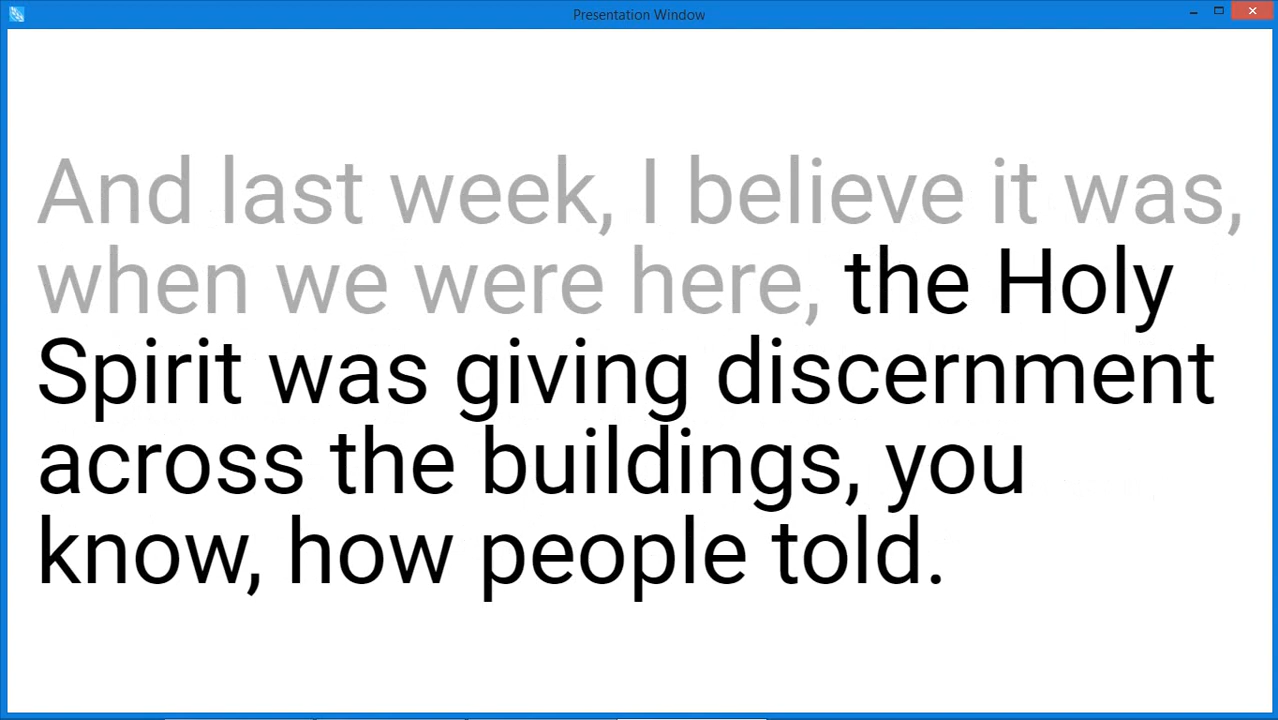 Presentation Window
And last week, I believe it was,
when we were here, the Holy
Spirit was giving discernment
across the buildings, you
know, how people told.